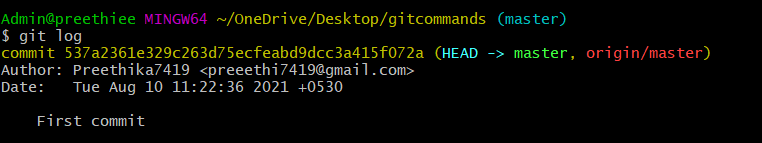 Admin@preethiee MINGW64 ~/OneDrive/Desktop/gitcommands (master)
$ git log
commit 537a2361e329c263d75ecfeabd9dcc3a415f072a (HEAD -> master, origin/master)
Author: Preethika7419 <preeethi7419@gmail.com>
Date:   Tue Aug 10 11:22:36 2021 +0530
    First commit